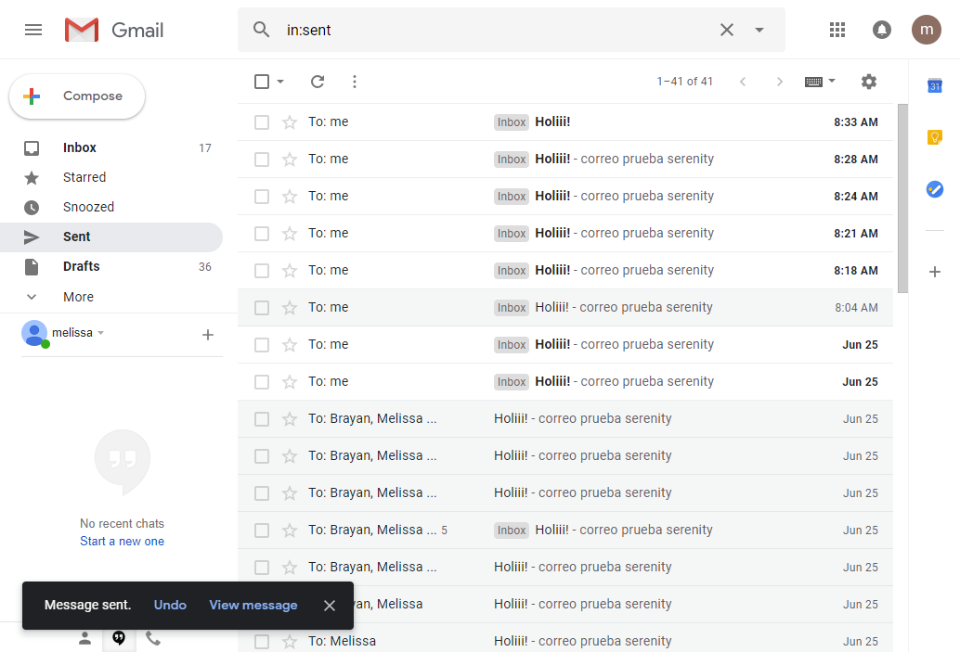 Gmail
in:sent
m
Compose
1–41 of 41
31
Inbox 17
Starred
Snoozed
Sent
Drafts 36
More
melissa
No recent chats
Start a new one
To: me Inbox Holiii! 8:33 AM
To: me Inbox Holiii! - correo prueba serenity 8:28 AM
To: me Inbox Holiii! - correo prueba serenity 8:24 AM
To: me Inbox Holiii! - correo prueba serenity 8:21 AM
To: me Inbox Holiii! - correo prueba serenity 8:18 AM
To: me Inbox Holiii! - correo prueba serenity 8:04 AM
To: me Inbox Holiii! - correo prueba serenity Jun 25
To: me Inbox Holiii! - correo prueba serenity Jun 25
To: Brayan, Melissa ... Holiii! - correo prueba serenity Jun 25
To: Brayan, Melissa ... Holiii! - correo prueba serenity Jun 25
To: Brayan, Melissa ... Holiii! - correo prueba serenity Jun 25
To: Brayan, Melissa ... 5 Inbox Holiii! - correo prueba serenity Jun 25
To: Brayan, Melissa ... Holiii! - correo prueba serenity Jun 25
an, Melissa Holiii! - correo prueba serenity Jun 25
To: Melissa Holiii! - correo prueba serenity Jun 25
Message sent. Undo View message